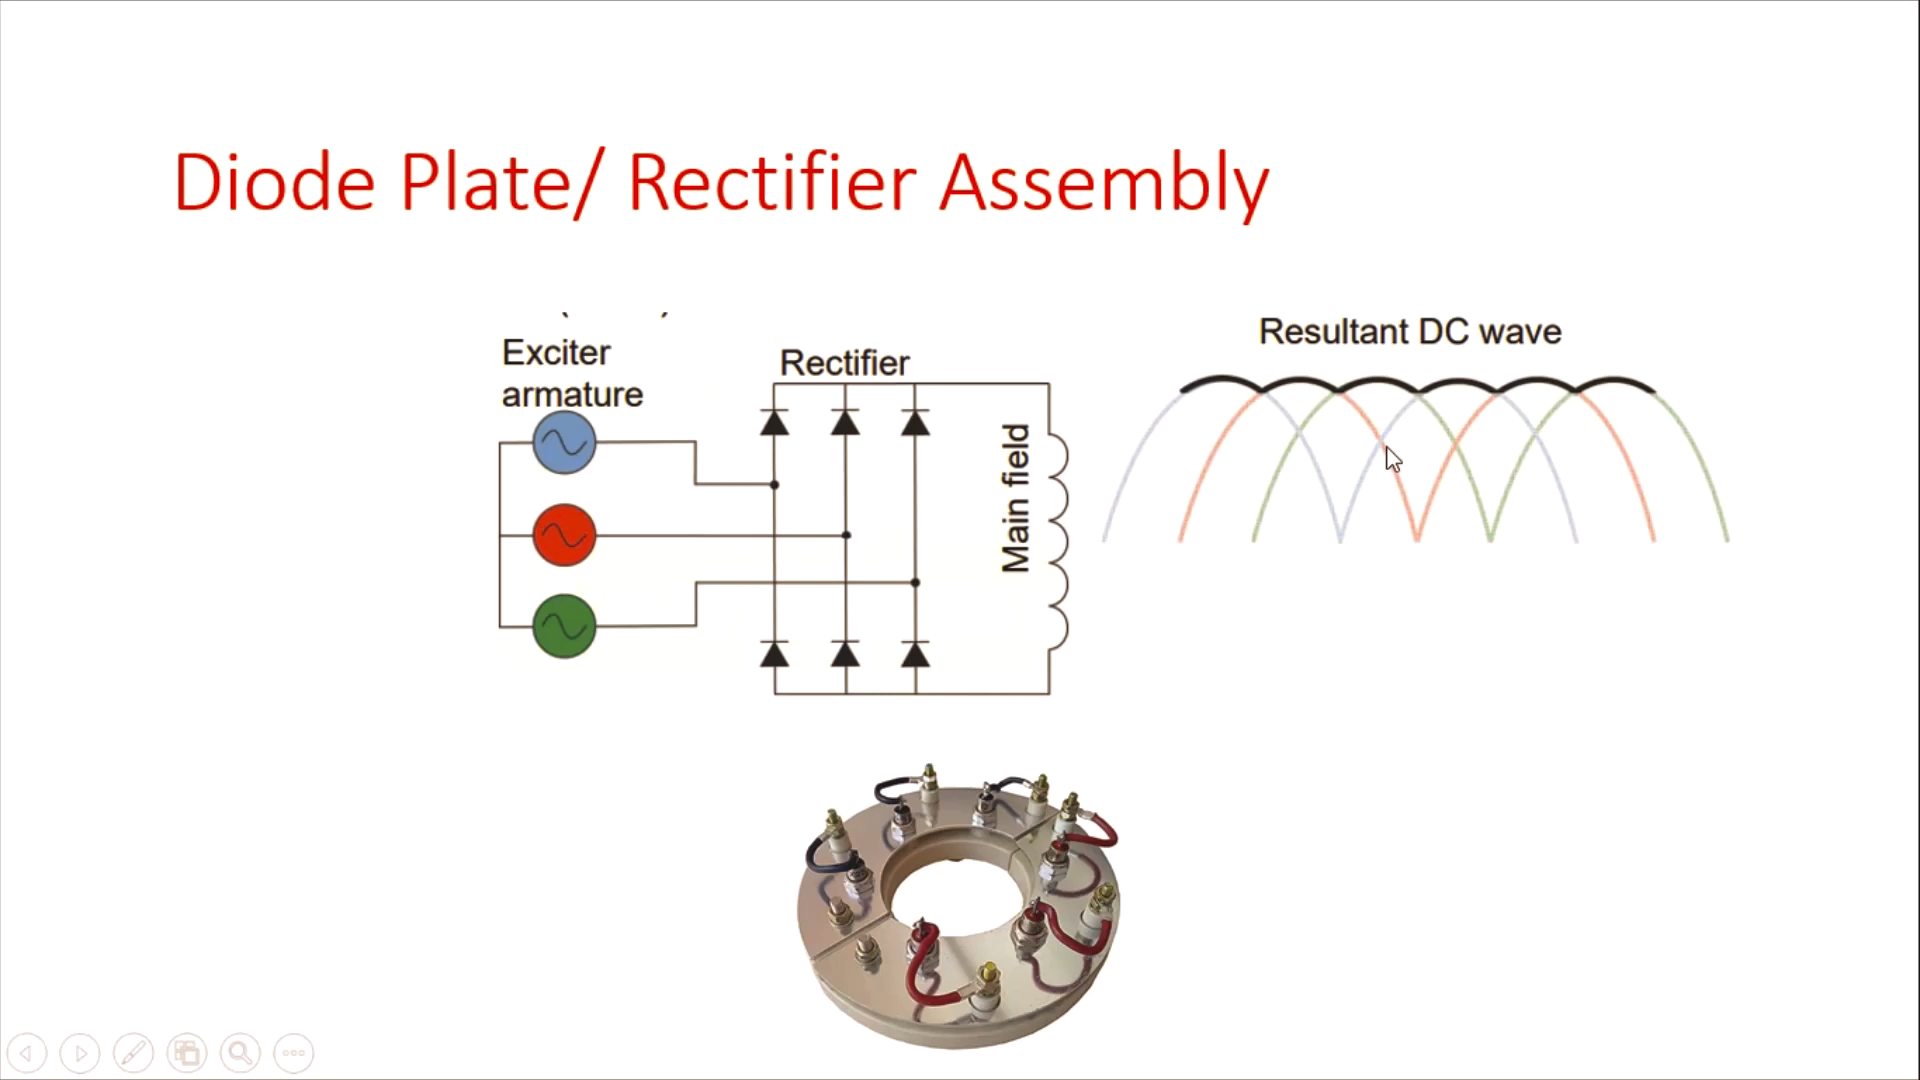 Diode Plate/ Rectifier Assembly
Exciter
armature
Rectifier
Main field
Resultant DC wave